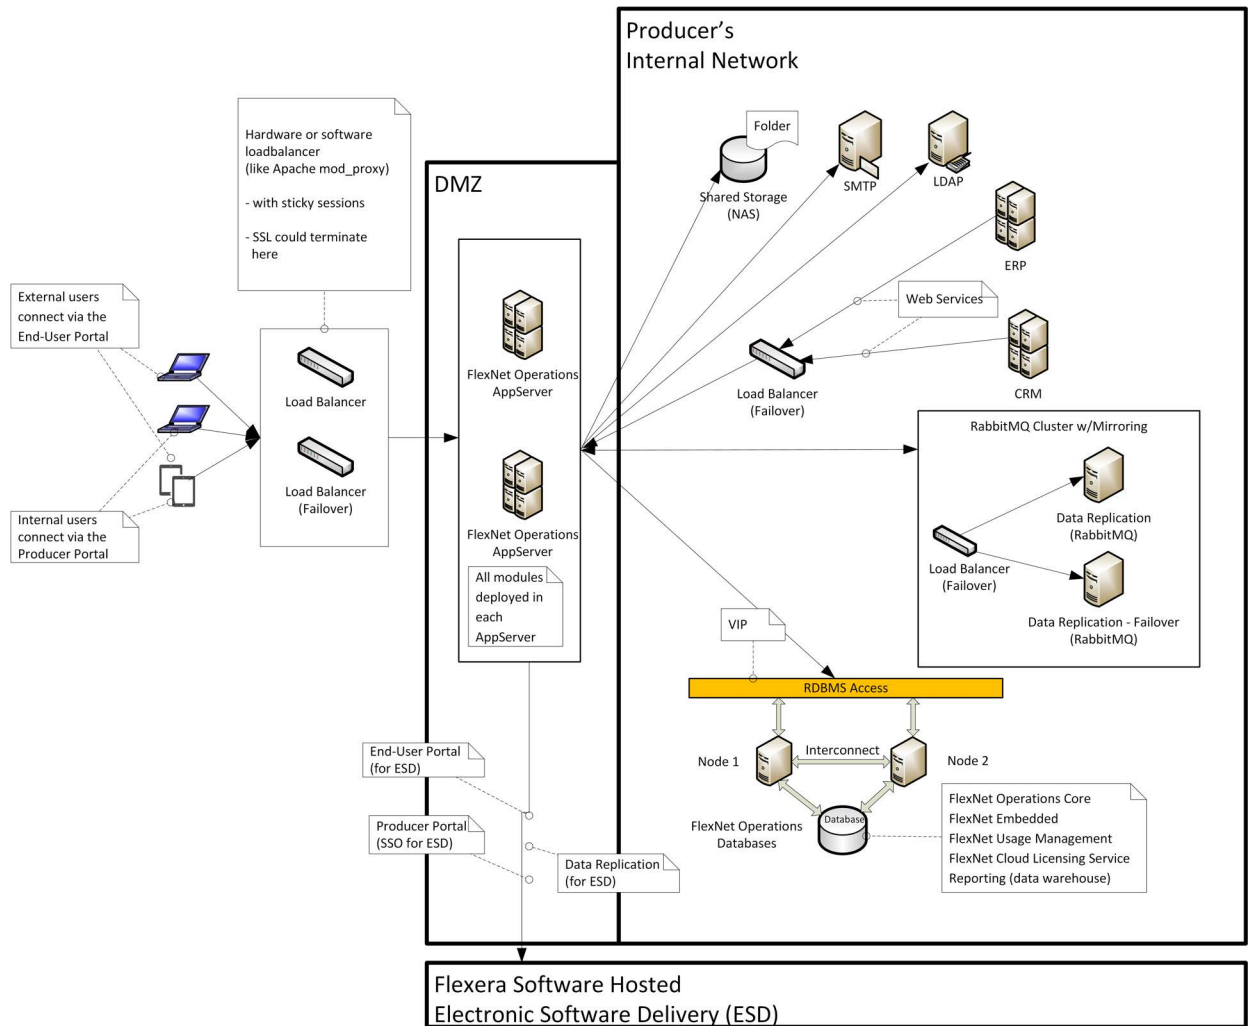 Producer's
Internal Network
Hardware or software
loadbalancer
(like Apache mod_proxy)
- with sticky sessions
- SSL could terminate
here
DMZ
Folder
Shared Storage
(NAS)
SMTP
LDAP
ERP
Web Services
CRM
Load Balancer
(Failover)
External users
connect via the
End-User Portal
Internal users
connect via the
Producer Portal
Load Balancer
Load Balancer
(Failover)
FlexNet Operations
AppServer
FlexNet Operations
AppServer
All modules
deployed in
each
AppServer
RabbitMQ Cluster w/Mirroring
Data Replication
(RabbitMQ)
Load Balancer
(Failover)
Data Replication - Failover
(RabbitMQ)
VIP
RDBMS Access
Node 1
Interconnect
Node 2
Database
FlexNet Operations
Databases
FlexNet Operations Core
FlexNet Embedded
FlexNet Usage Management
FlexNet Cloud Licensing Service
Reporting (data warehouse)
End-User Portal
(for ESD)
Producer Portal
(SSO for ESD)
Data Replication
(for ESD)
Flexera Software Hosted
Electronic Software Delivery (ESD)